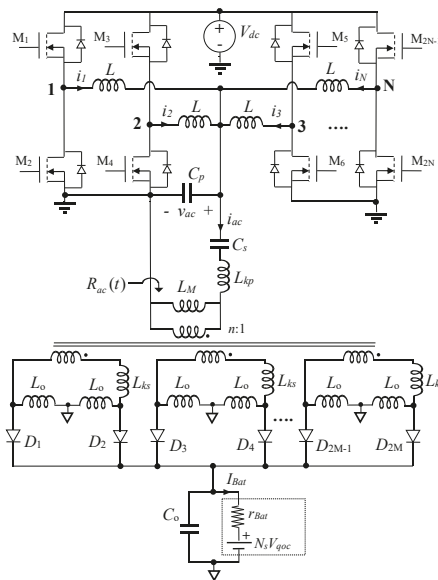 M1 M3 Vdc M5 M2N-
i1 L L iN
1 N
i2 L L i3
2 3 ....
M2 M4 M6 M2N
Cp
- vac + iac
Cs
Rac(t) LM Lkp
n:1
Lo Lo Lks Lo Lo Lks Lo Lo Lk
....
D1 D2 D3 D4 D2M-1 D2M
IBat
Co rBat
+
NsVqoc